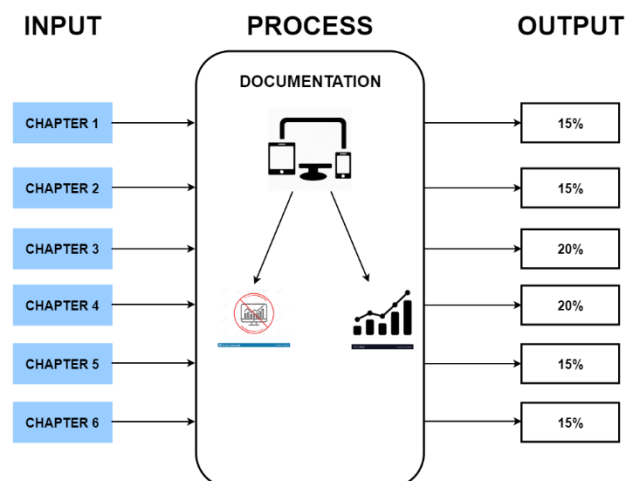 INPUT
PROCESS
OUTPUT
DOCUMENTATION
CHAPTER 1
15%
CHAPTER 2
15%
CHAPTER 3
20%
CHAPTER 4
20%
CHAPTER 5
15%
CHAPTER 6
15%